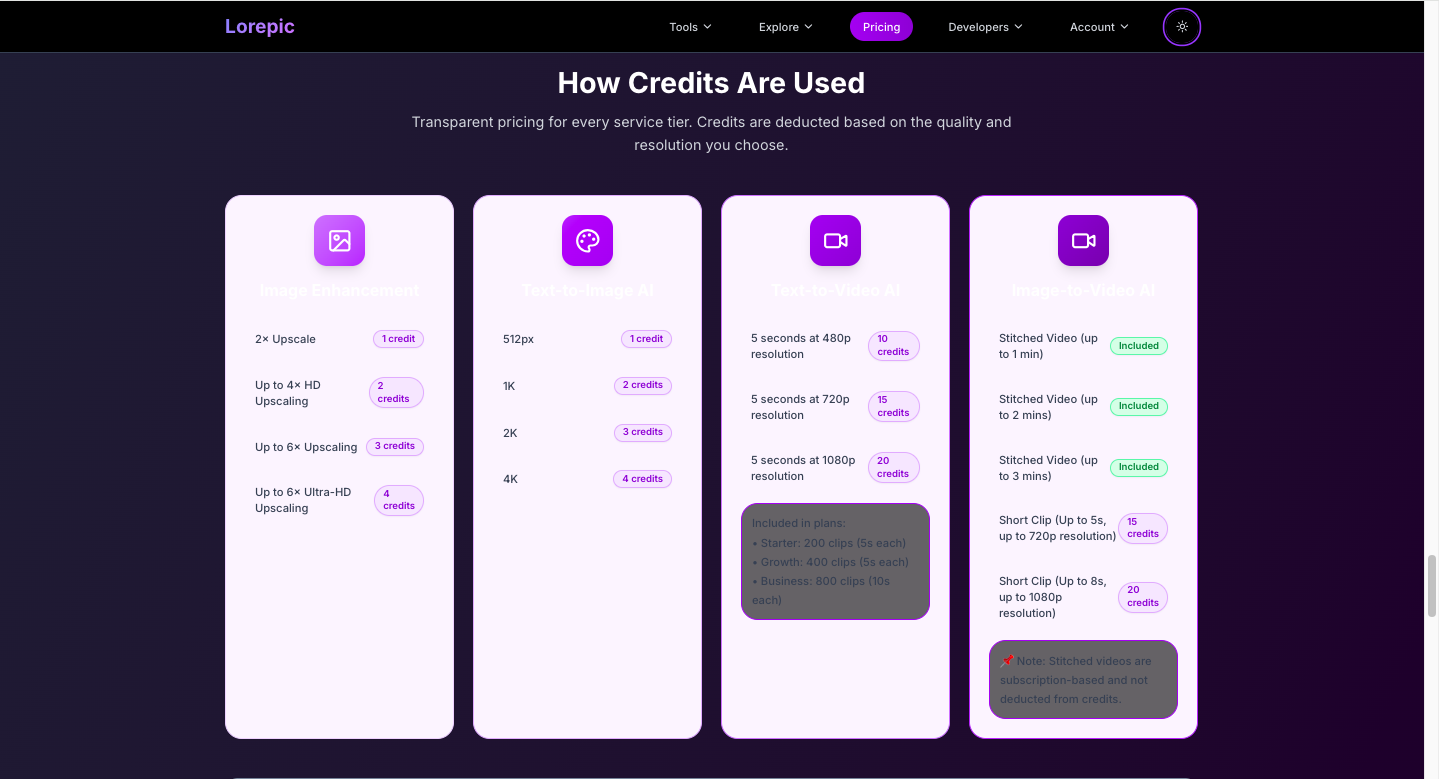 Lorepic
Tools
Explore
Pricing
Developers
Account
How Credits Are Used
Transparent pricing for every service tier. Credits are deducted based on the quality and
resolution you choose.
Image Enhancement
2× Upscale
1 credit
Up to 4× HD
Upscaling
2
credits
Up to 6× Upscaling
3 credits
Up to 6× Ultra-HD
Upscaling
4
credits
Text-to-Image AI
512px
1 credit
1K
2 credits
2K
3 credits
4K
4 credits
Text-to-Video AI
5 seconds at 480p
resolution
10
credits
5 seconds at 720p
resolution
15
credits
5 seconds at 1080p
resolution
20
credits
Included in plans:
• Starter: 200 clips (5s each)
• Growth: 400 clips (5s each)
• Business: 800 clips (10s
each)
Image-to-Video AI
Stitched Video (up
to 1 min)
Included
Stitched Video (up
to 2 mins)
Included
Stitched Video (up
to 3 mins)
Included
Short Clip (Up to 5s,
up to 720p resolution)
15
credits
Short Clip (Up to 8s,
up to 1080p
resolution)
20
credits
📌 Note: Stitched videos are
subscription-based and not
deducted from credits.